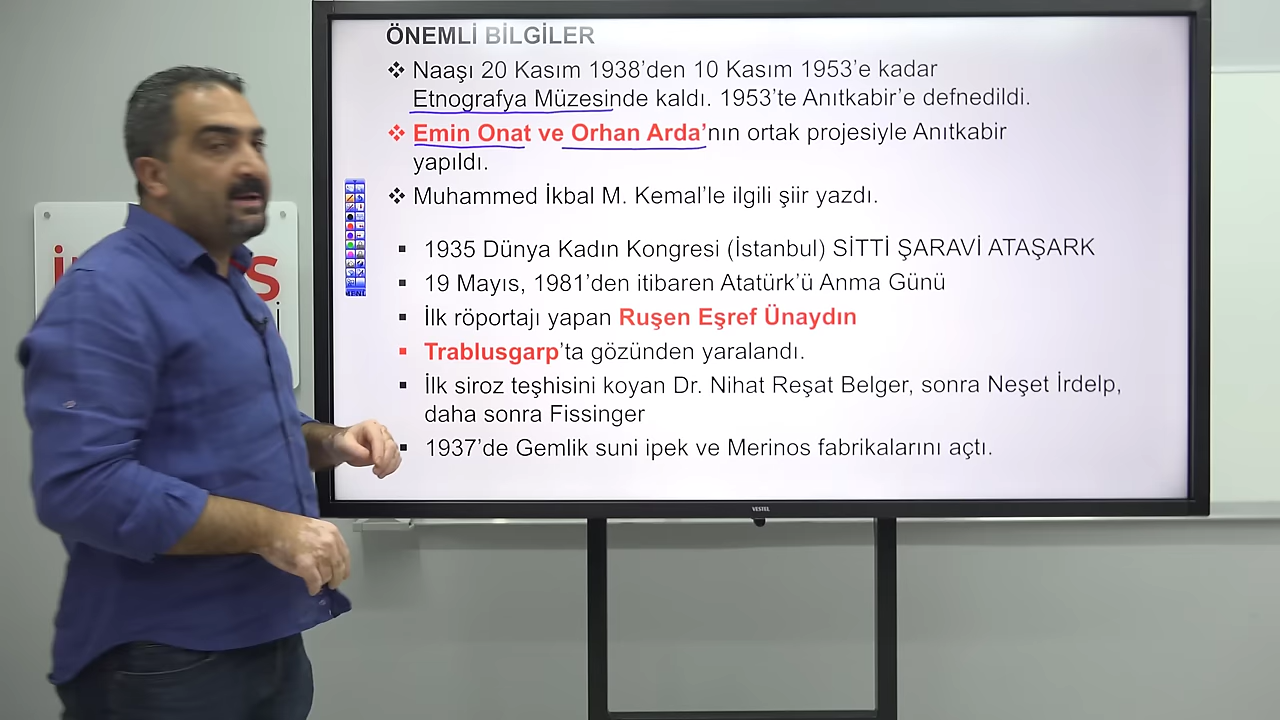 ÖNEMLİ BİLGİLER
❖ Naaşı 20 Kasım 1938’den 10 Kasım 1953’e kadar
Etnografya Müzesinde kaldı. 1953’te Anıtkabir’e defnedildi.
❖ Emin Onat ve Orhan Arda’nın ortak projesiyle Anıtkabir
yapıldı.
❖ Muhammed İkbal M. Kemal’le ilgili şiir yazdı.
▪ 1935 Dünya Kadın Kongresi (İstanbul) SİTTİ ŞARAVİ ATAŞARK
▪ 19 Mayıs, 1981’den itibaren Atatürk’ü Anma Günü
▪ İlk röportajı yapan Ruşen Eşref Ünaydın
▪ Trablusgarp’ta gözünden yaralandı.
▪ İlk siroz teşhisini koyan Dr. Nihat Reşat Belger, sonra Neşet İrdelp,
daha sonra Fissinger
▪ 1937’de Gemlik suni ipek ve Merinos fabrikalarını açtı.
VESTEL